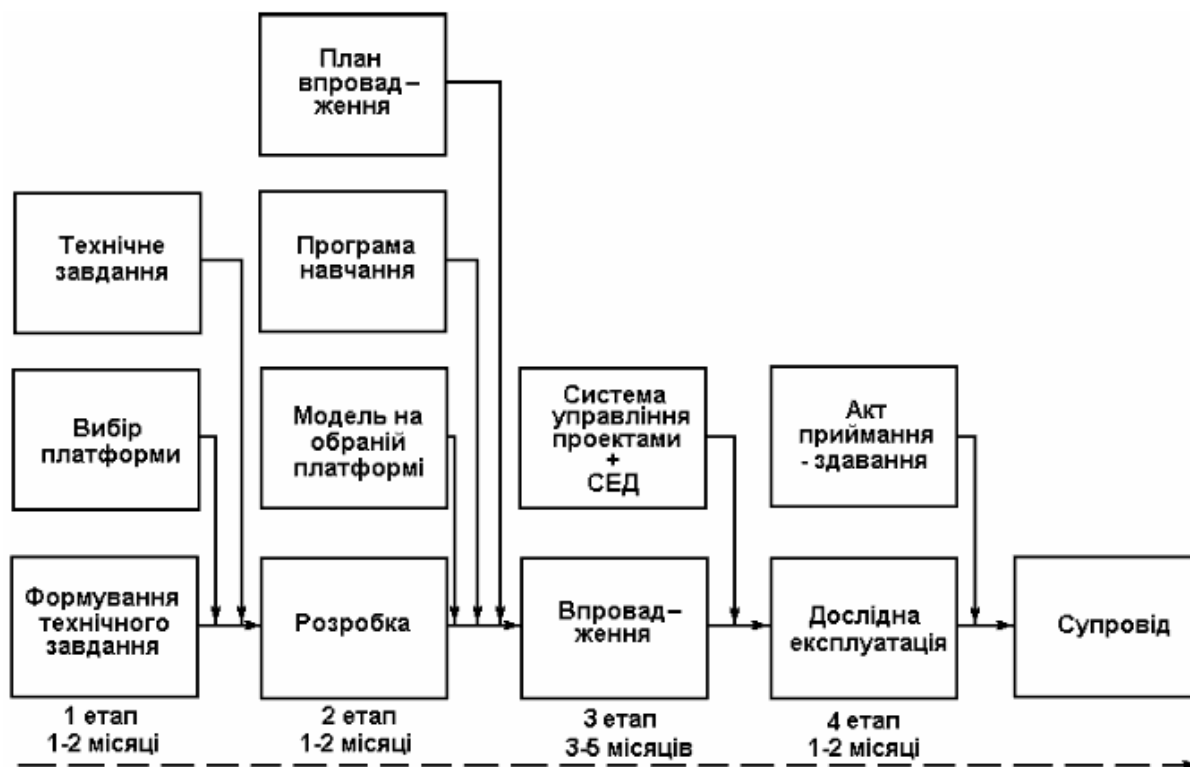 План
впровад–
ження
Технічне
завдання
Програма
навчання
Вибір
платформи
Модель на
обраній
платформі
Система
управління
проектами
+
СЕД
Акт
приймання
- здавання
Формування
технічного
завдання
Розробка
Впровад–
ження
Дослідна
експлуатація
Супровід
1 етап
1-2 місяці
2 етап
1-2 місяці
3 етап
3-5 місяців
4 етап
1-2 місяці